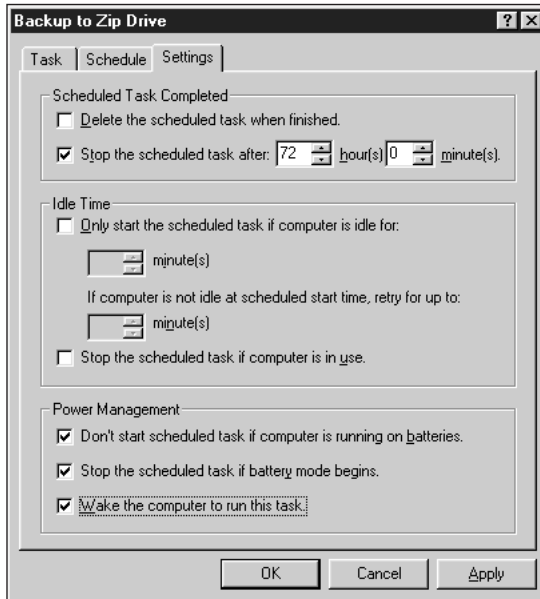 Backup to Zip Drive
Task Schedule Settings
Scheduled Task Completed
Delete the scheduled task when finished.
Stop the scheduled task after: 72 hour(s) 0 minute(s).
Idle Time
Only start the scheduled task if computer is idle for:
minute(s)
If computer is not idle at scheduled start time, retry for up to:
minute(s)
Stop the scheduled task if computer is in use.
Power Management
Don't start scheduled task if computer is running on batteries.
Stop the scheduled task if battery mode begins.
Wake the computer to run this task.
OK Cancel Apply